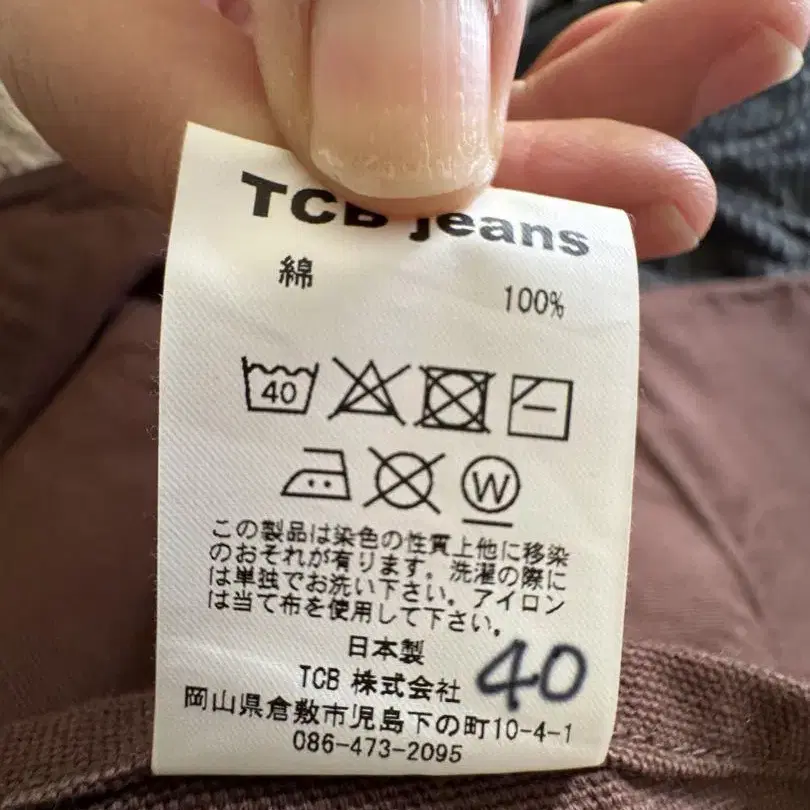 TCB jeans
綿 100%
40
W
この製品は染色の性質上他に移染
のおそれが有ります。洗濯の際に
は単独でお洗い下さい。アイロン
は当て布を使用して下さい。
日本製
40
TCB 株式会社
岡山県倉敷市児島下の町10-4-1
086-473-2095